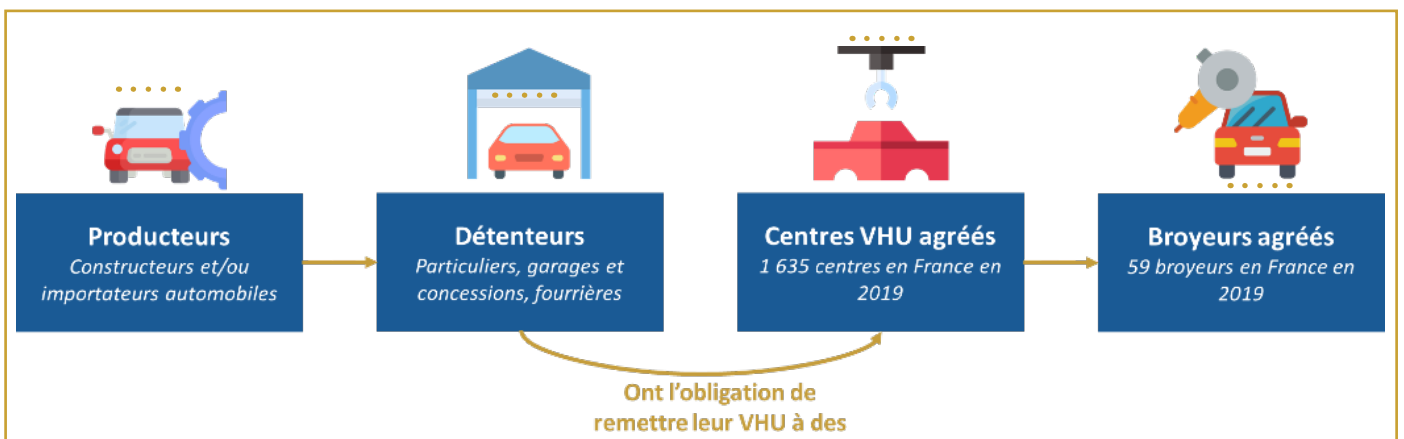 Producteurs
Constructeurs et/ou
importateurs automobiles
Détenteurs
Particuliers, garages et
concessions, fourrières
Centres VHU agréés
1 635 centres en France en
2019
Broyeurs agréés
59 broyeurs en France en
2019
Ont l'obligation de
remettre leur VHU à des